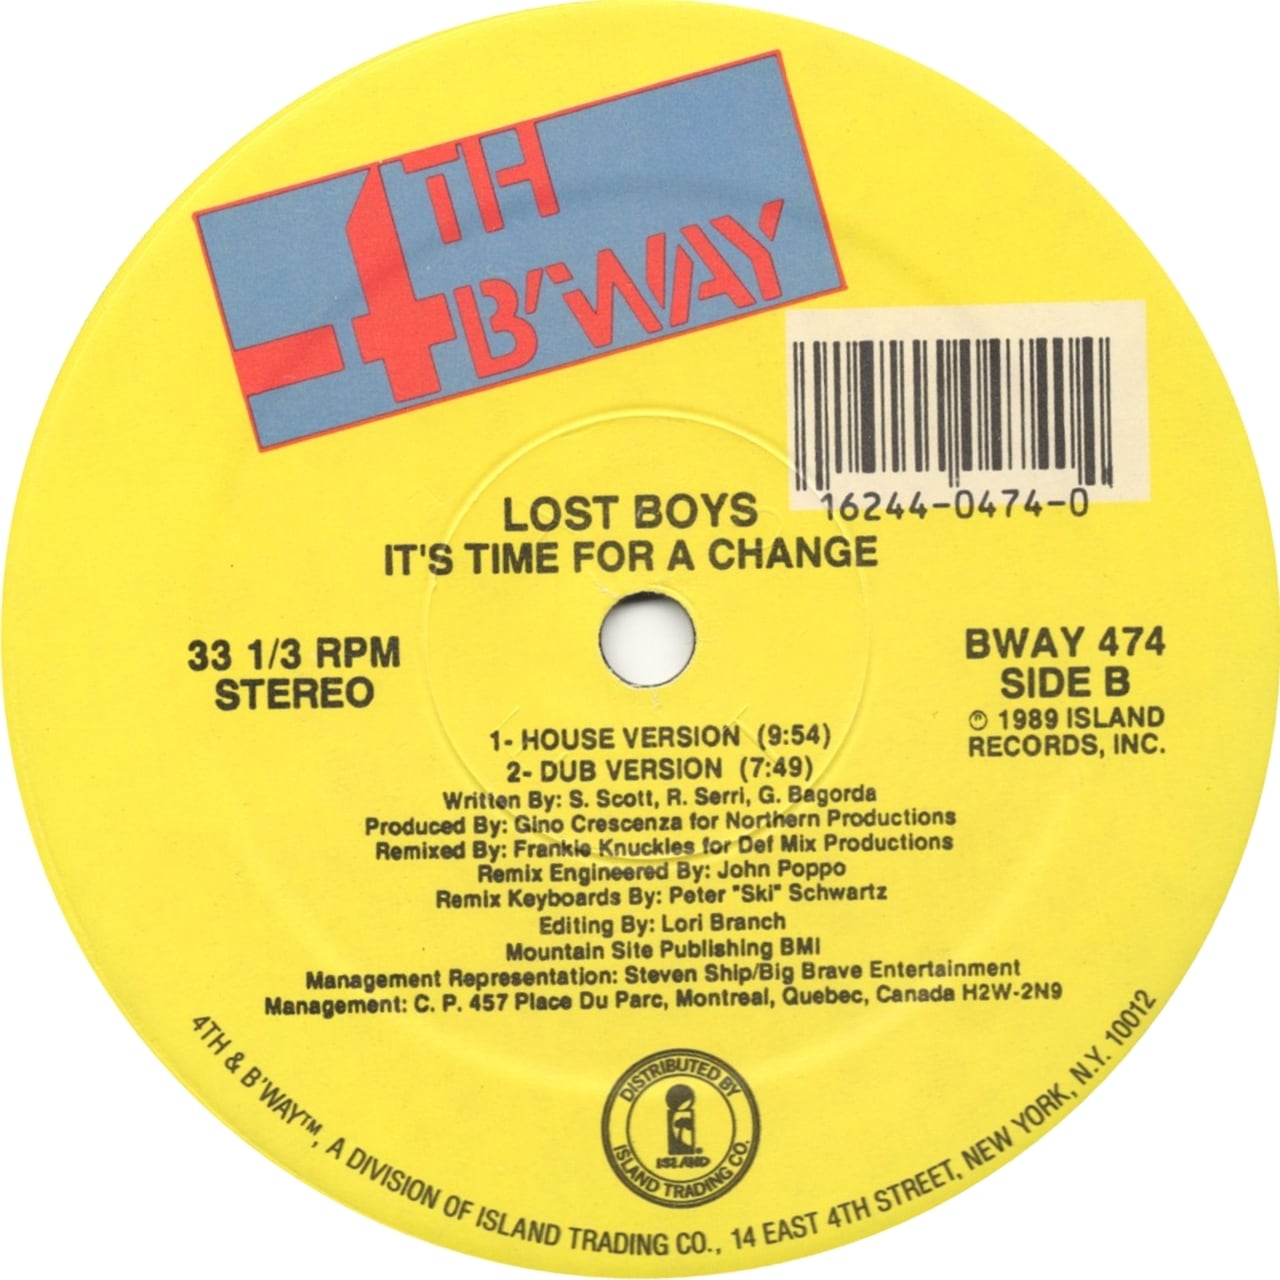 4TH
B'WAY
16244-0474-0
LOST BOYS
IT'S TIME FOR A CHANGE
33 1/3 RPM
STEREO
BWAY 474
SIDE B
℗ 1989 ISLAND
RECORDS, INC.
1- HOUSE VERSION (9:54)
2- DUB VERSION (7:49)
Written By: S. Scott, R. Serri, G. Bagorda
Produced By: Gino Crescenza for Northern Productions
Remixed By: Frankie Knuckles for Def Mix Productions
Remix Engineered By: John Poppo
Remix Keyboards By: Peter "Ski" Schwartz
Editing By: Lori Branch
Mountain Site Publishing BMI
Management Representation: Steven Ship/Big Brave Entertainment
Management: C. P. 457 Place Du Parc, Montreal, Quebec, Canada H2W-2N9
DISTRIBUTED BY
ISLAND
ISLAND TRADING CO.
4TH & B'WAY™, A DIVISION OF ISLAND TRADING CO., 14 EAST 4TH STREET, NEW YORK, N.Y. 10012